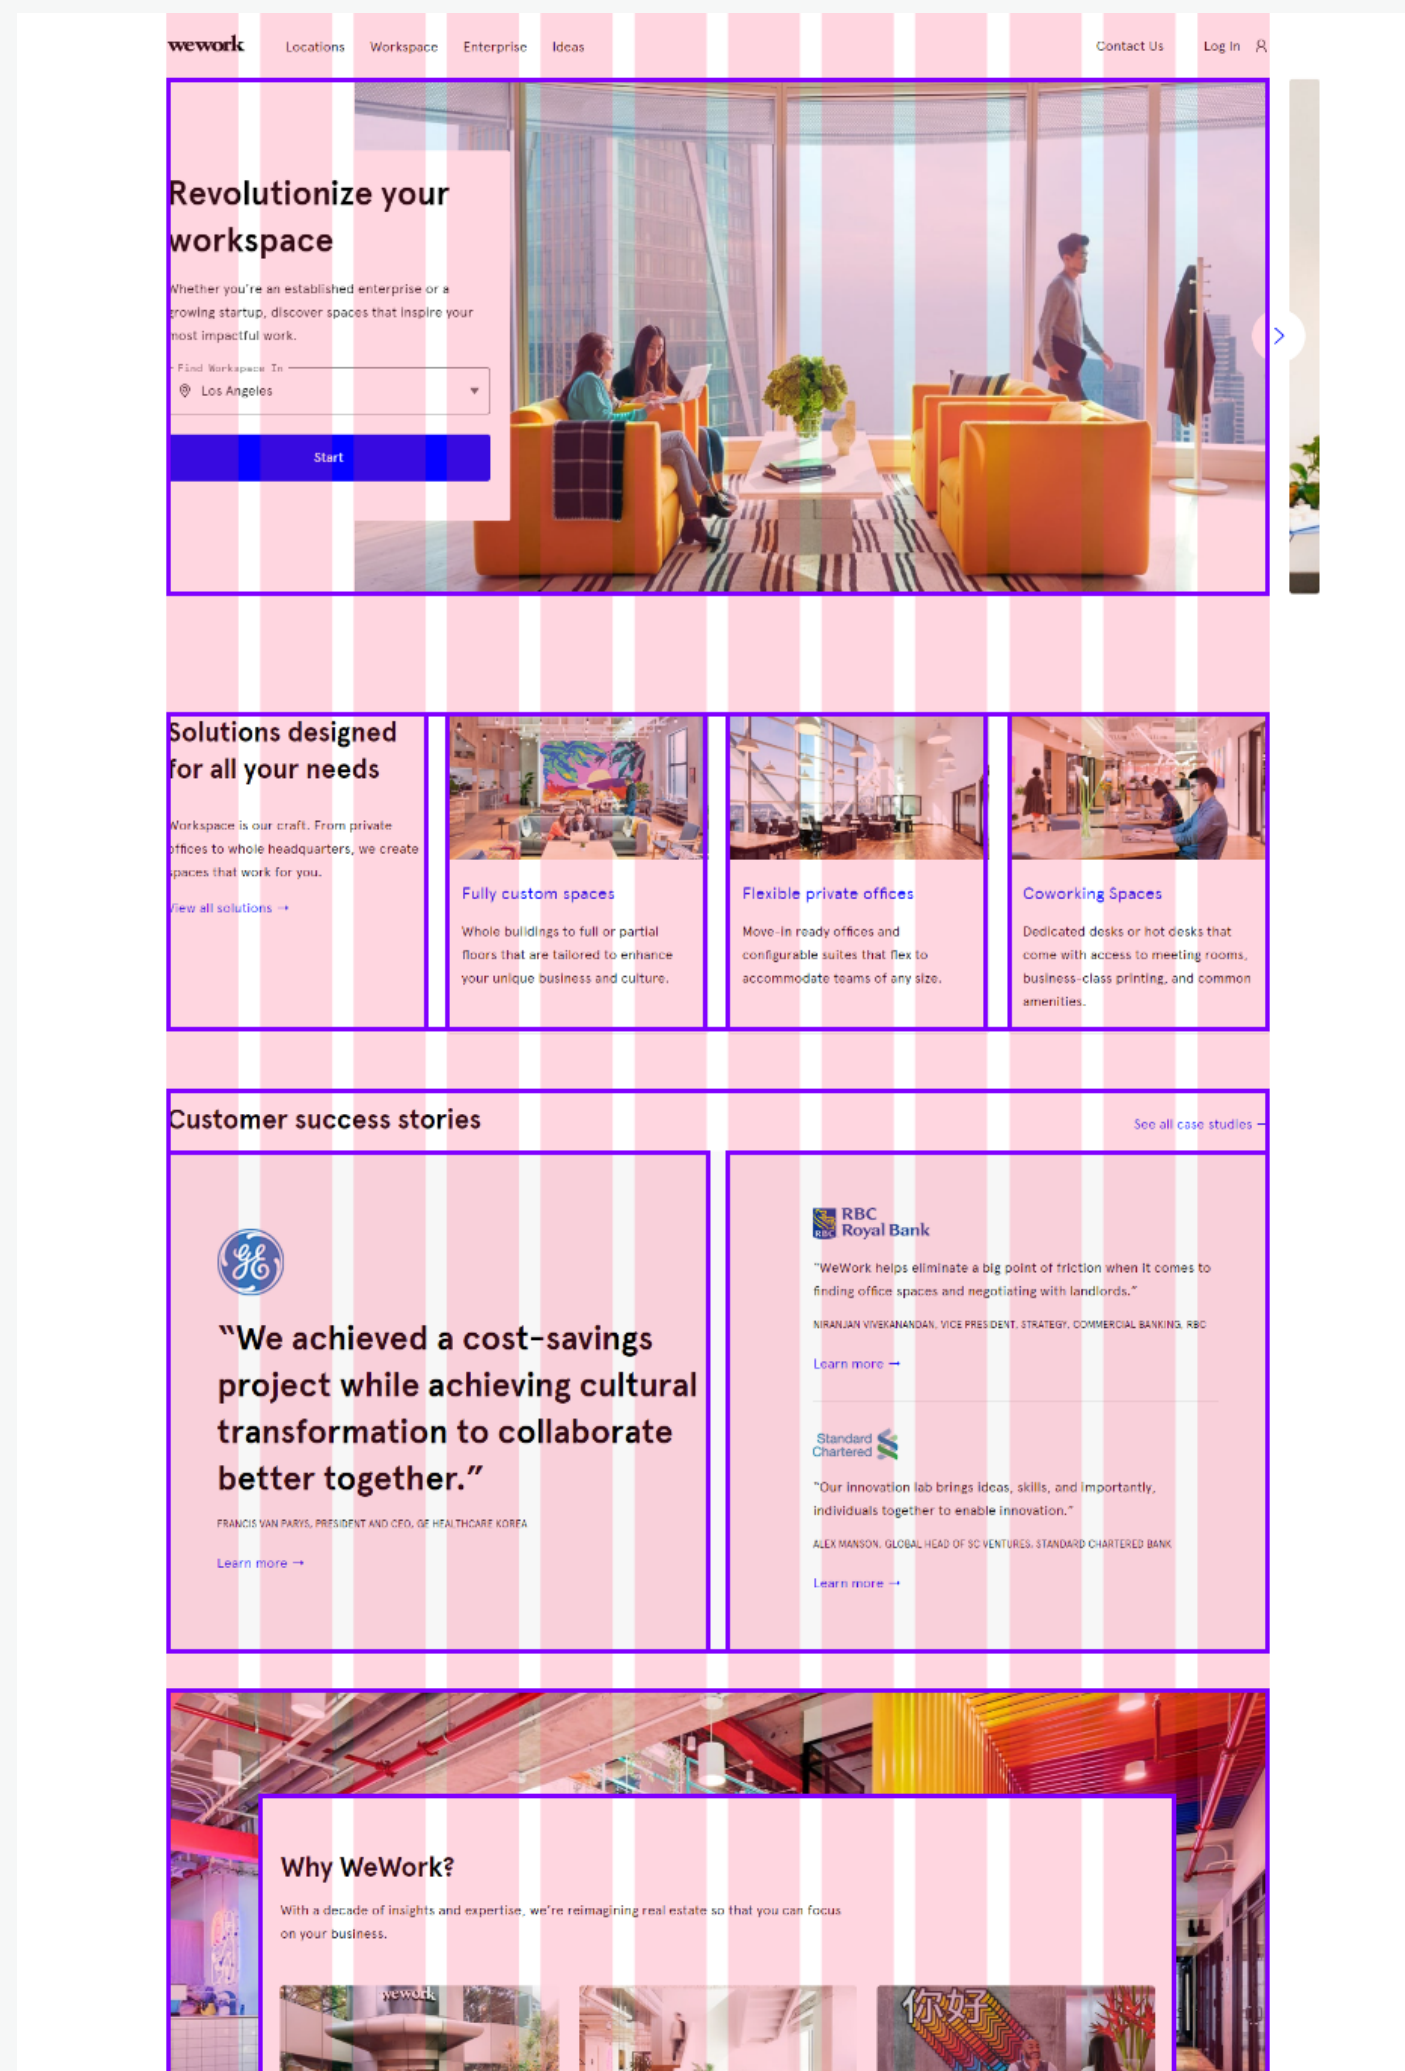 wework
Locations
Workspace
Enterprise
Ideas
Contact Us
Log In
Revolutionize your
workspace
Whether you're an established enterprise or a
growing startup, discover spaces that inspire your
most impactful work.
Find Workspace In
Los Angeles
Start
Solutions designed
for all your needs
Workspace is our craft. From private
offices to whole headquarters, we create
spaces that work for you.
View all solutions →
Fully custom spaces
Whole buildings to full or partial
floors that are tailored to enhance
your unique business and culture.
Flexible private offices
Move-in ready offices and
configurable suites that flex to
accommodate teams of any size.
Coworking Spaces
Dedicated desks or hot desks that
come with access to meeting rooms,
business-class printing, and common
amenities.
Customer success stories
See all case studies
GE
“We achieved a cost-savings
project while achieving cultural
transformation to collaborate
better together.”
FRANCIS VAN PARYS, PRESIDENT AND CEO, GE HEALTHCARE KOREA
Learn more →
RBC
RBC
Royal Bank
“WeWork helps eliminate a big point of friction when it comes to
finding office spaces and negotiating with landlords.”
NIRANJAN VIVEKANANDAN, VICE PRESIDENT, STRATEGY, COMMERCIAL BANKING, RBC
Learn more →
Standard
Chartered
“Our innovation lab brings ideas, skills, and importantly,
individuals together to enable innovation.”
ALEX MANSON, GLOBAL HEAD OF SC VENTURES, STANDARD CHARTERED BANK
Learn more →
Why WeWork?
With a decade of insights and expertise, we're reimagining real estate so that you can focus
on your business.
wework
你好